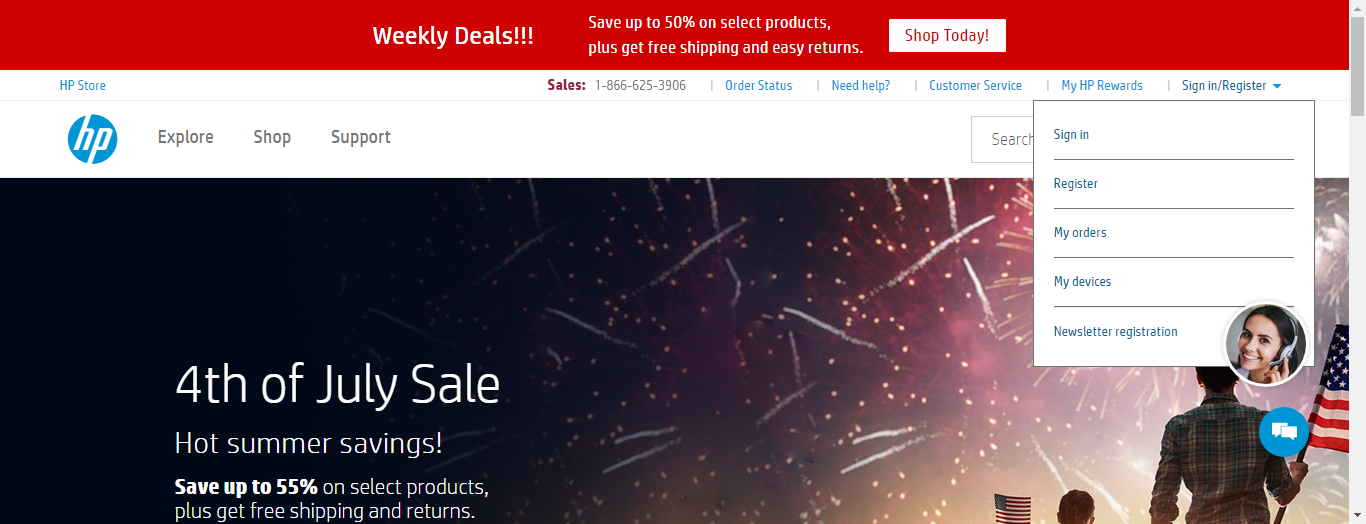 Weekly Deals!!!
Save up to 50% on select products,
plus get free shipping and easy returns.
Shop Today!
HP Store
Sales: 1-866-625-3906 | Order Status | Need help? | Customer Service | My HP Rewards | Sign in/Register
hp
Explore Shop Support
Search
Sign in
Register
My orders
My devices
Newsletter registration
4th of July Sale
Hot summer savings!
Save up to 55% on select products,
plus get free shipping and returns.